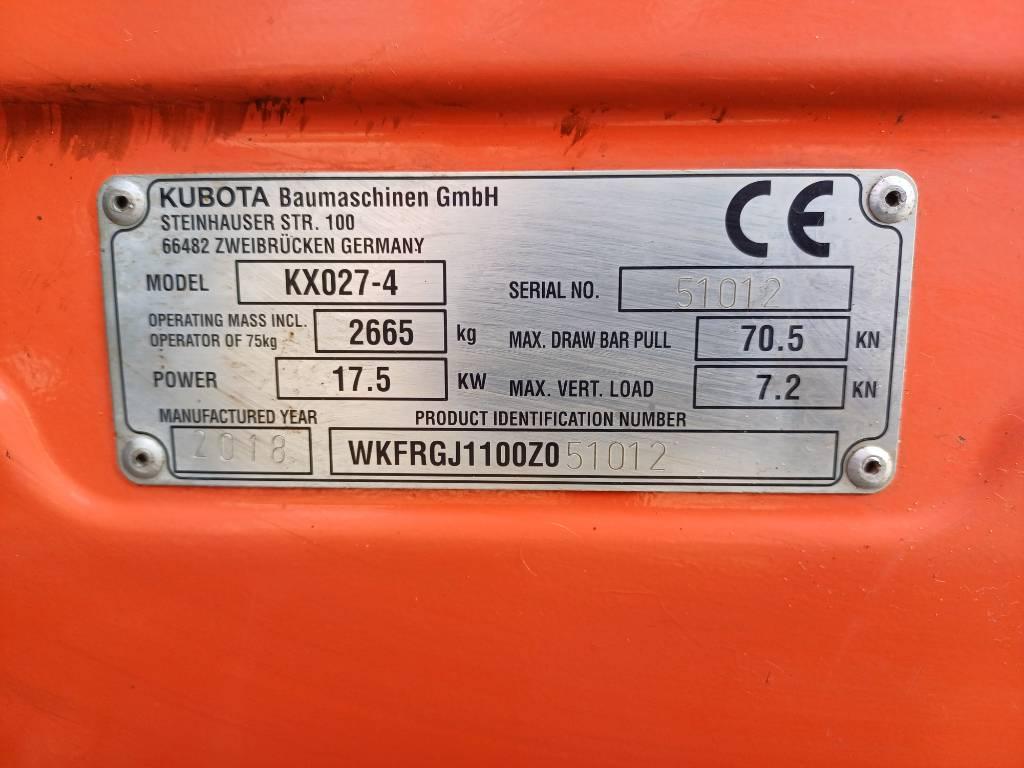 KUBOTA Baumaschinen GmbH
STEINHAUSER STR. 100
66482 ZWEIBRÜCKEN GERMANY
CE
MODEL KX027-4
SERIAL NO. 51012
OPERATING MASS INCL.
OPERATOR OF 75kg 2665 kg
MAX. DRAW BAR PULL 70.5 KN
POWER 17.5 KW
MAX. VERT. LOAD 7.2 KN
MANUFACTURED YEAR
2018
PRODUCT IDENTIFICATION NUMBER
WKFRGJ1100Z051012